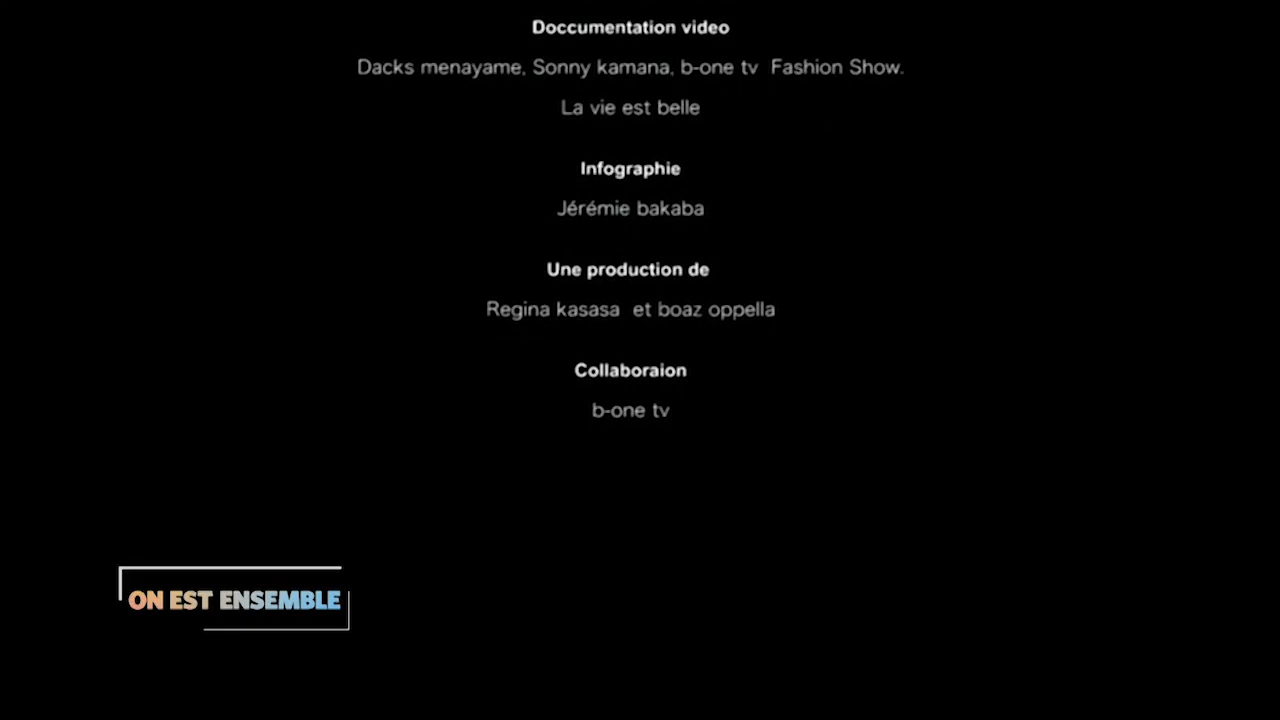 Doccumentation video
Dacks menayame, Sonny kamana, b-one tv  Fashion Show.
La vie est belle
Infographie
Jérémie bakaba
Une production de
Regina kasasa  et boaz oppella
Collaboraion
b-one tv
ON EST ENSEMBLE